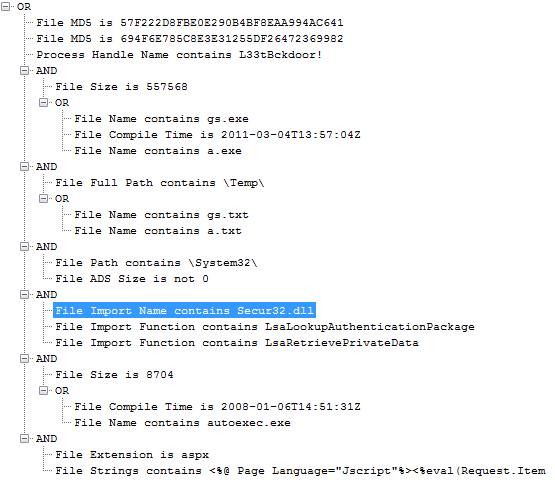 OR
File MD5 is 57F222D8FBE0E290B4BF8EAA994AC641
File MD5 is 694F6E785C8E3E31255DF26472369982
Process Handle Name contains L33tBckdoor!
AND
File Size is 557568
OR
File Name contains gs.exe
File Compile Time is 2011-03-04T13:57:04Z
File Name contains a.exe
AND
File Full Path contains \Temp\
OR
File Name contains gs.txt
File Name contains a.txt
AND
File Path contains \System32\
File ADS Size is not 0
AND
File Import Name contains Secur32.dll
File Import Function contains LsaLookupAuthenticationPackage
File Import Function contains LsaRetrievePrivateData
AND
File Size is 8704
OR
File Compile Time is 2008-01-06T14:51:31Z
File Name contains autoexec.exe
AND
File Extension is aspx
File Strings contains <%@ Page Language="Jscript"%><%eval(Request.Item